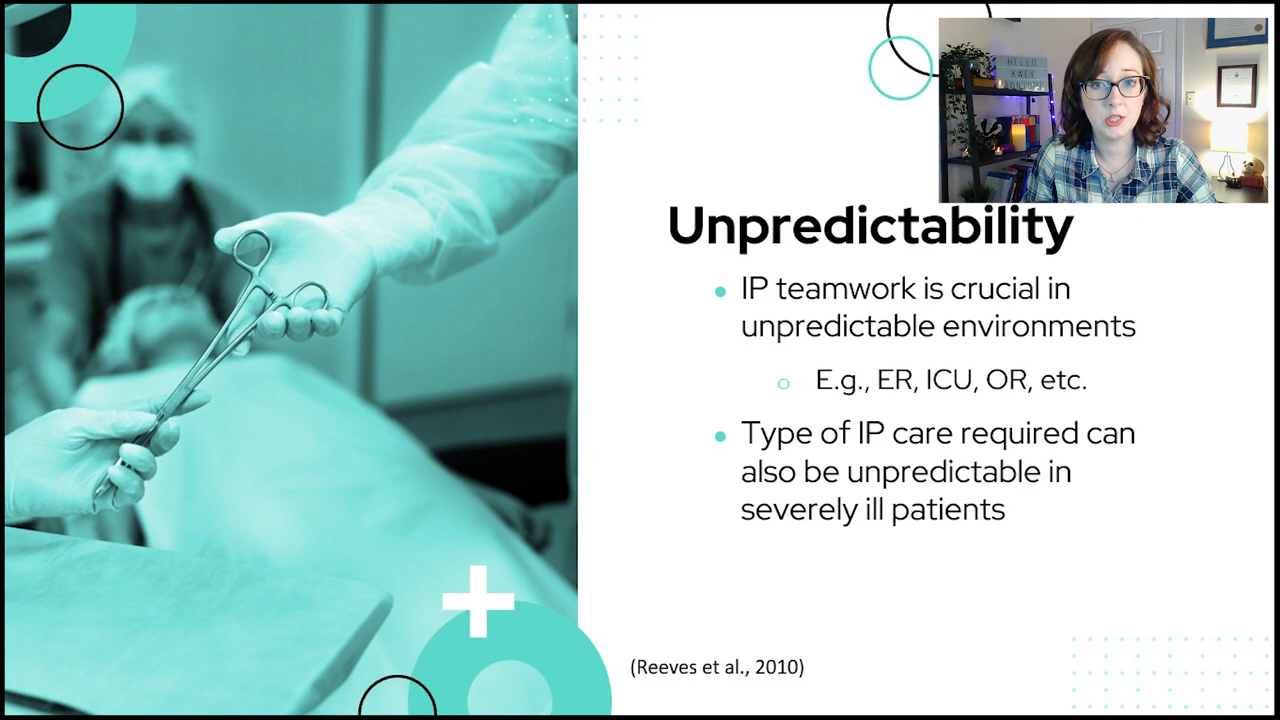 HELLO
Unpredictability
IP teamwork is crucial in
unpredictable environments
E.g., ER, ICU, OR, etc.
Type of IP care required can
also be unpredictable in
severely ill patients
(Reeves et al., 2010)